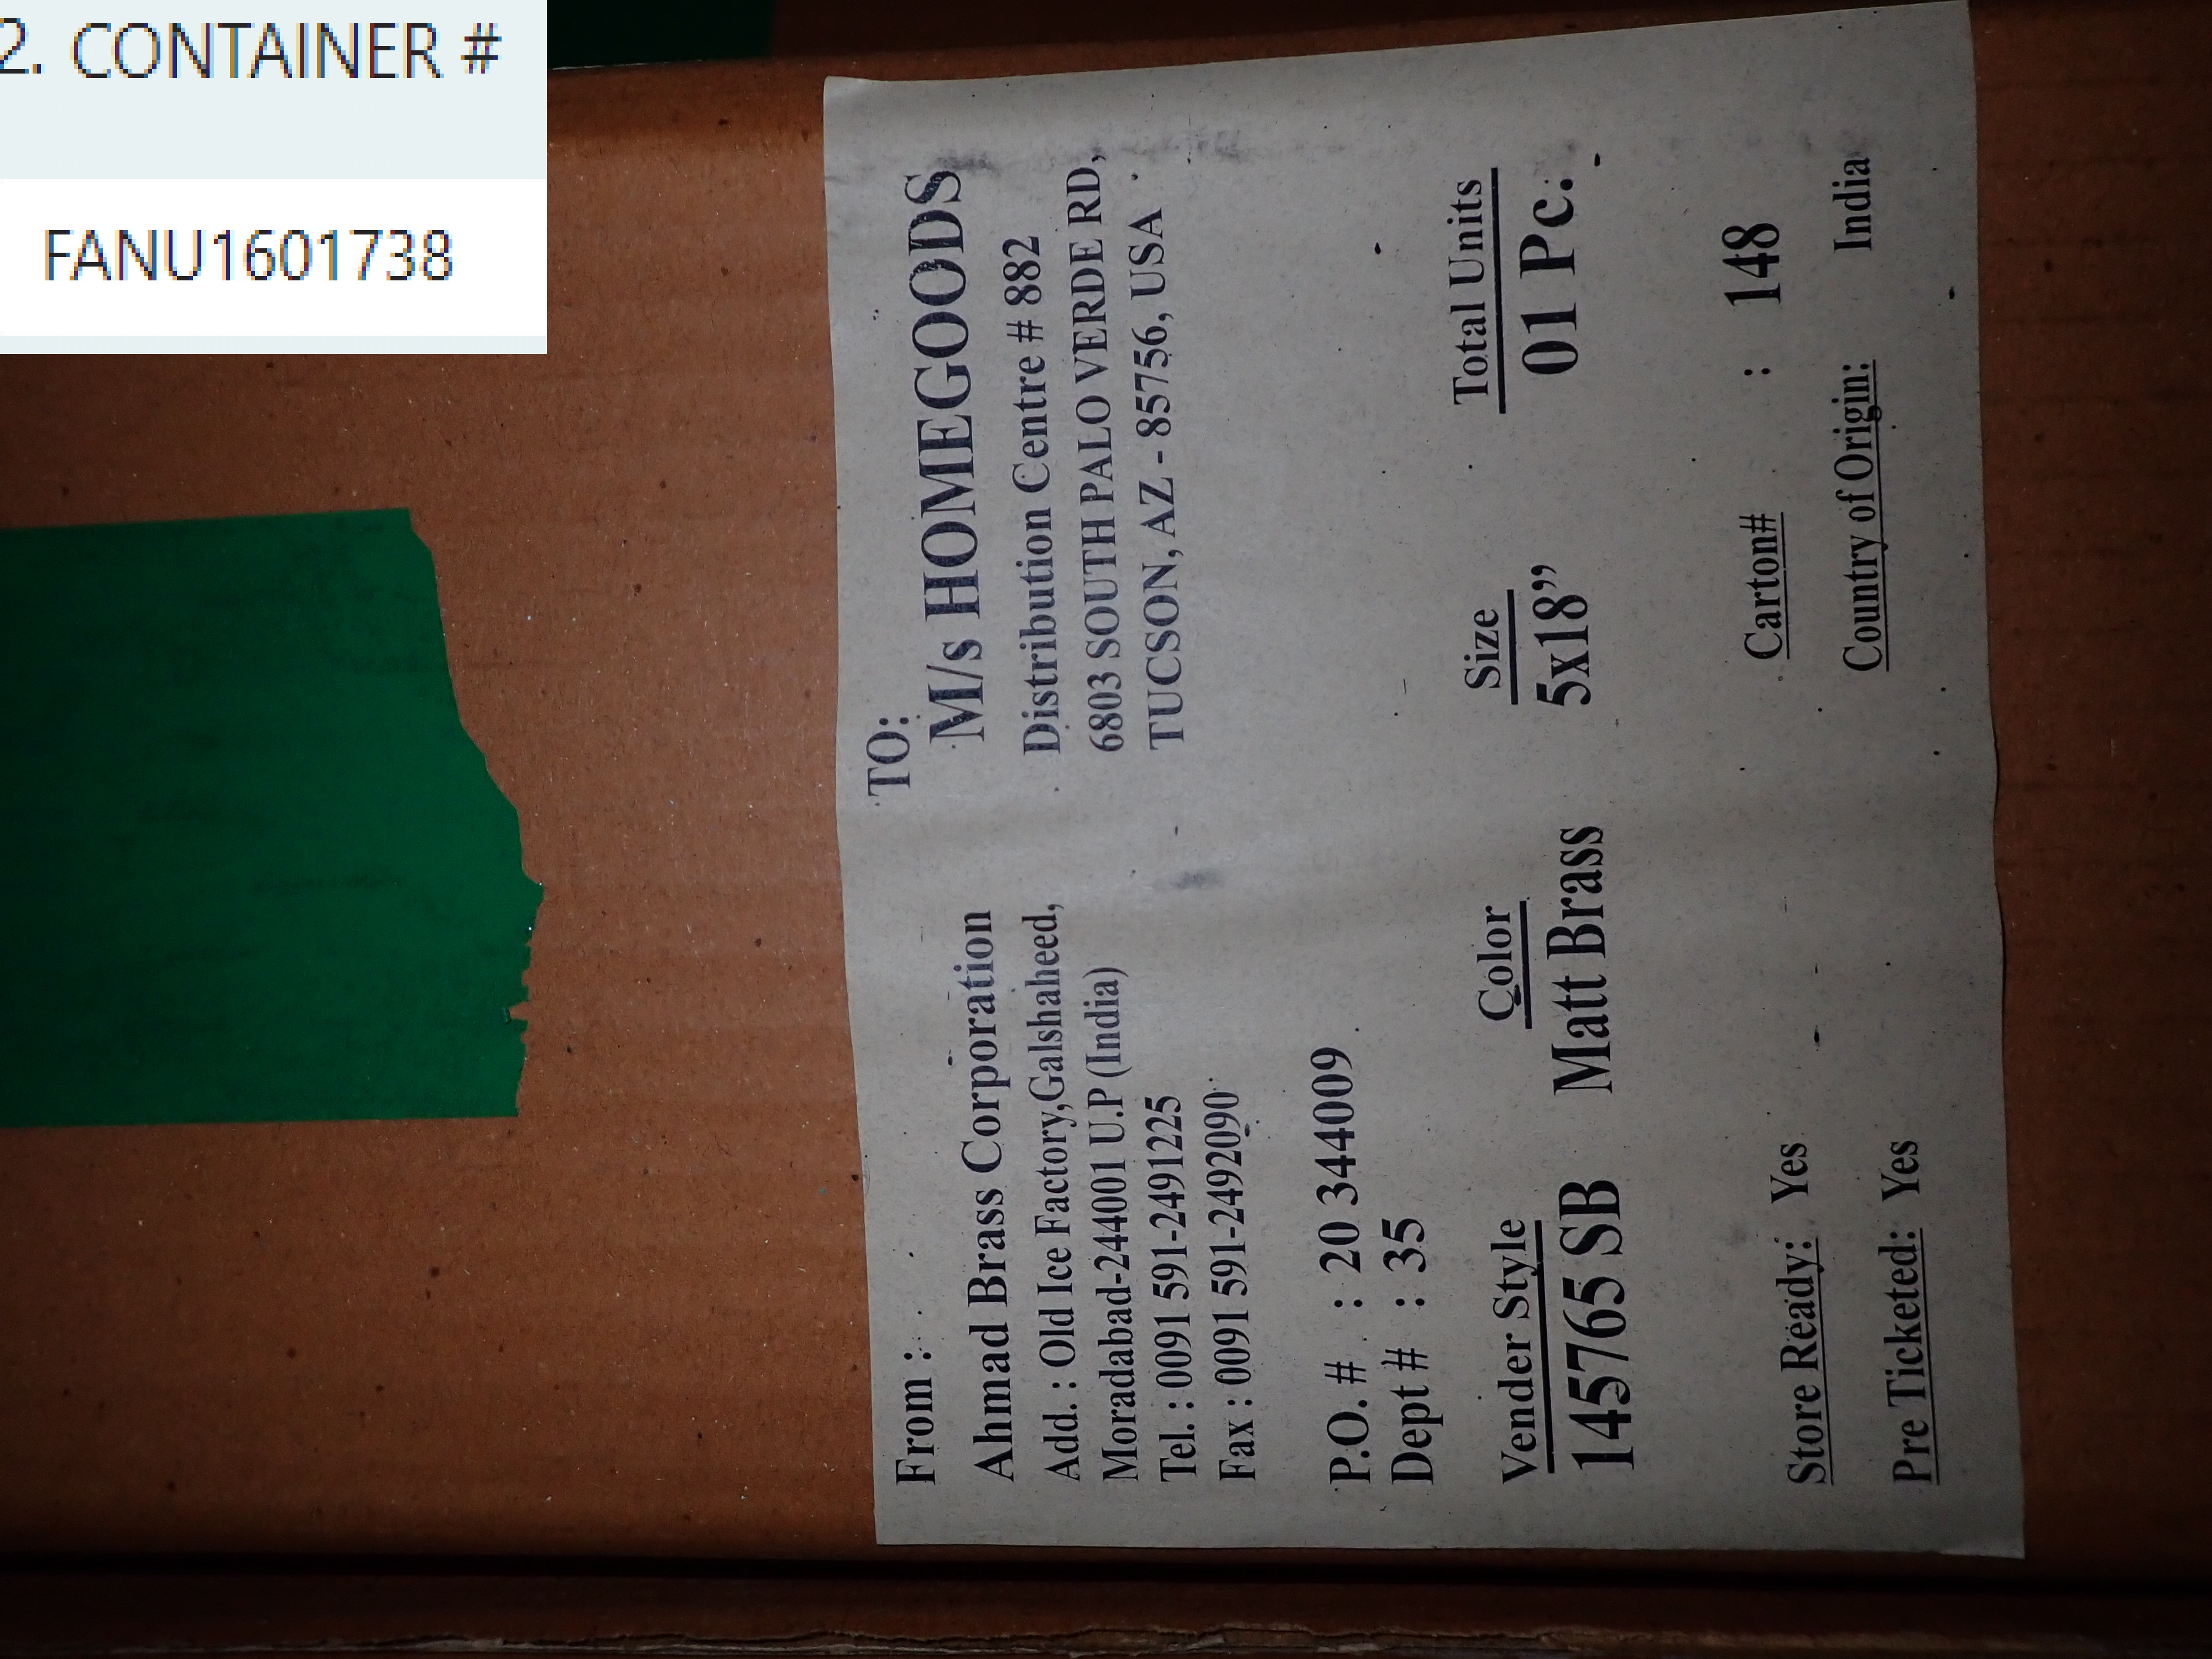 2. CONTAINER #
FANU1601738
From :
Ahmad Brass Corporation
Add. : Old Ice Factory,Galshaheed,
Moradabad-244001 U.P (India)
Tel. : 0091 591-2491225
Fax : 0091 591-2492090
TO:
M/s HOMEGOODS
Distribution Centre # 882
6803 SOUTH PALO VERDE RD,
TUCSON, AZ - 85756, USA
P.O. # : 20 344009
Dept # : 35
Vender Style Color Size Total Units
145765 SB Matt Brass 5x18” 01 Pc.
Store Ready: Yes Carton# : 148
Pre Ticketed: Yes Country of Origin: India